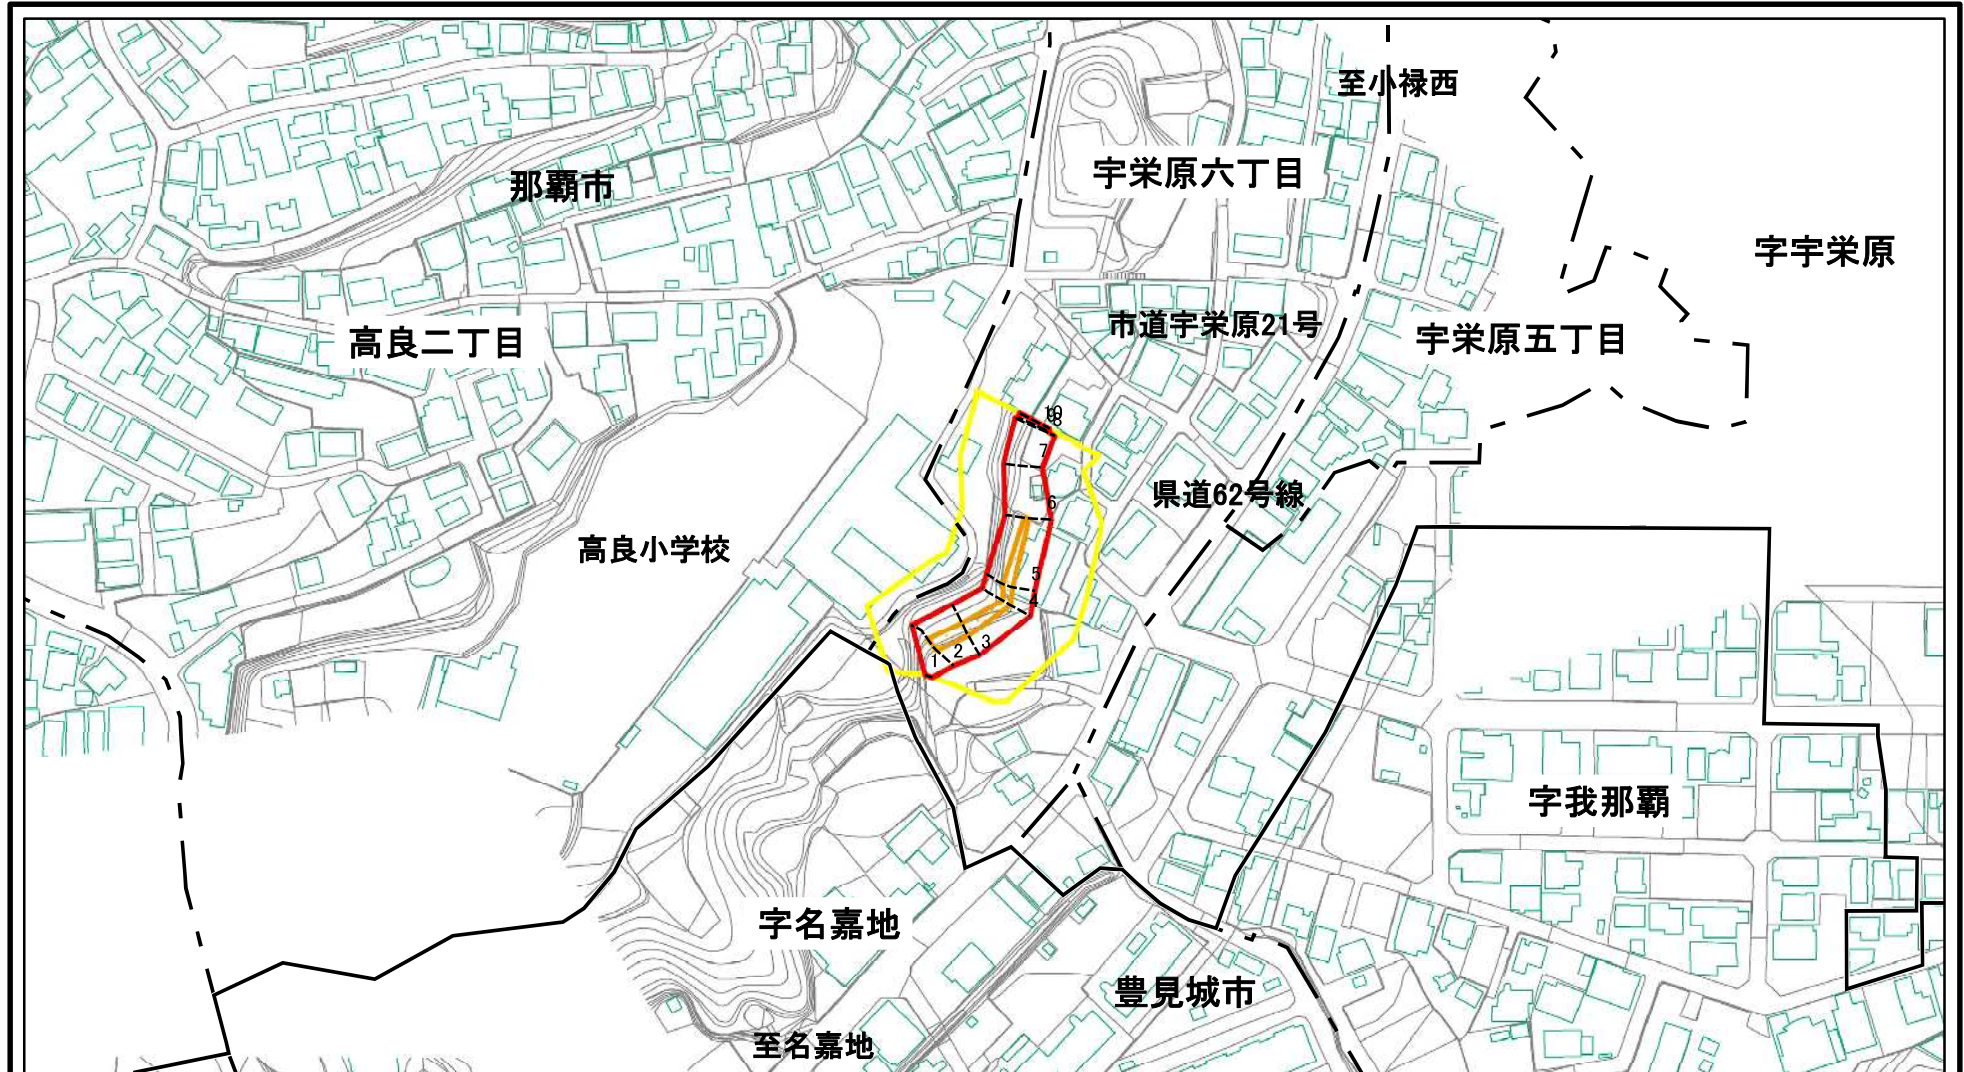 至小禄西
宇栄原六丁目
那覇市
字宇栄原
市道宇栄原21号
高良二丁目
宇栄原五丁目
10
9
8
7
県道62号線
6
高良小学校
5
4
3
2
1
字我那覇
字名嘉地
豊見城市
至名嘉地